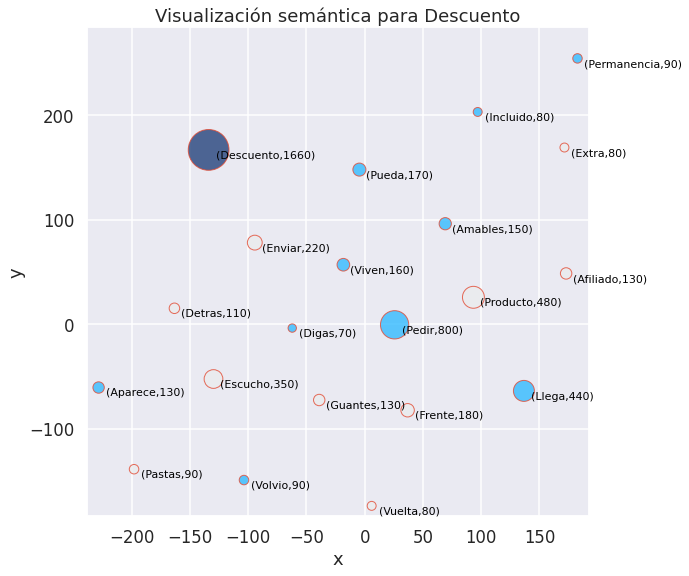 Visualización semántica para Descuento
(Permanencia,90)
200
(Incluido,80)
(Descuento,1660)
(Extra,80)
(Pueda,170)
100
(Amables,150)
(Enviar,220)
(Viven,160)
(Afiliado,130)
y
(Producto,480)
(Detras,110)
0
(Digas,70)
(Pedir,800)
(Aparece,130)
(Escucho,350)
(Llega,440)
(Guantes,130)
(Frente,180)
−100
(Pastas,90)
(Volvio,90)
(Vuelta,80)
−200 −150 −100 −50 0 50 100 150
x